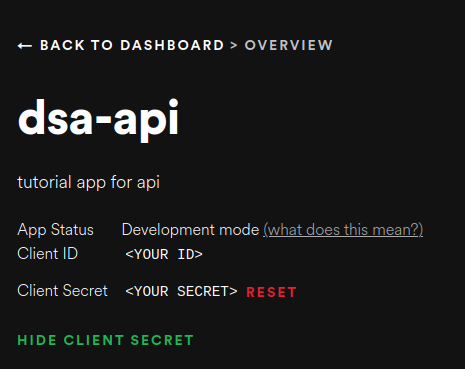 ← BACK TO DASHBOARD > OVERVIEW
dsa-api
tutorial app for api
App Status Development mode (what does this mean?)
Client ID <YOUR ID>
Client Secret <YOUR SECRET> RESET
HIDE CLIENT SECRET